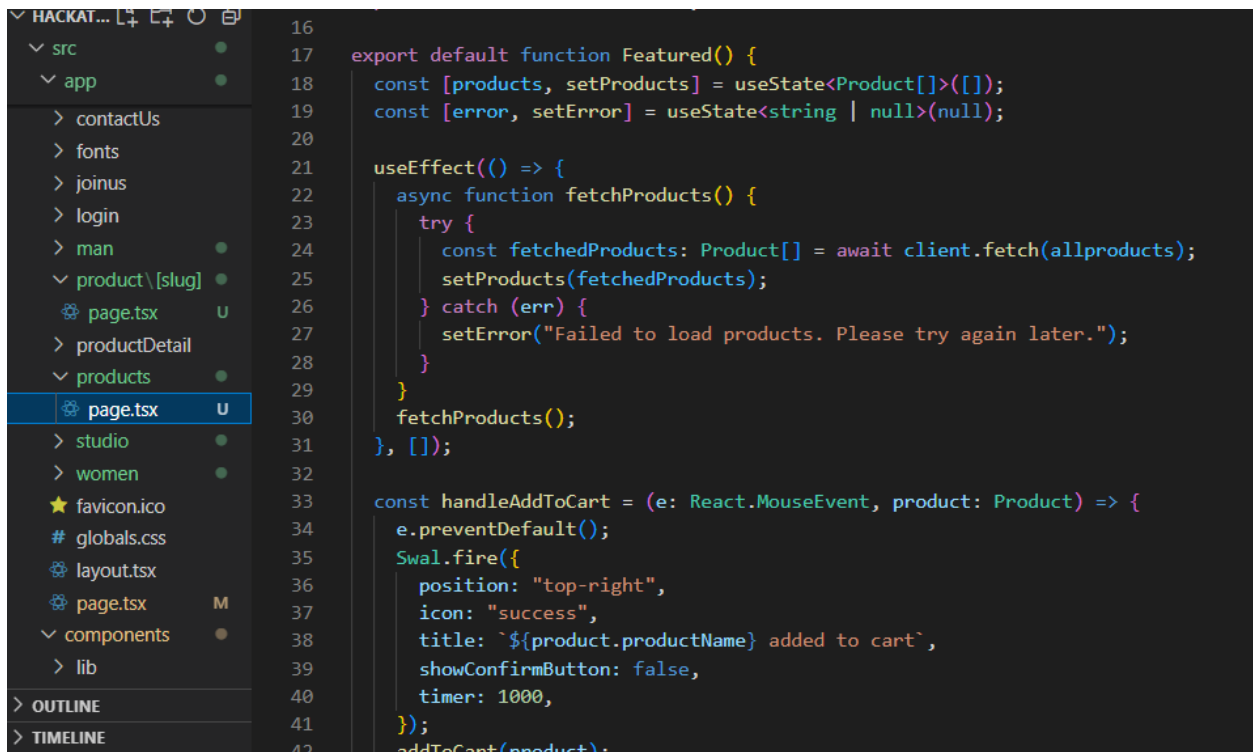 HACKAT...
src
app
contactUs
fonts
joinus
login
man
product\[slug]
page.tsx U
productDetail
products
page.tsx U
studio
women
favicon.ico
# globals.css
layout.tsx
page.tsx M
components
lib
OUTLINE
TIMELINE
16
17 export default function Featured() {
18 const [products, setProducts] = useState<Product[]>([]);
19 const [error, setError] = useState<string | null>(null);
20
21 useEffect(() => {
22 async function fetchProducts() {
23 try {
24 const fetchedProducts: Product[] = await client.fetch(allproducts);
25 setProducts(fetchedProducts);
26 } catch (err) {
27 setError("Failed to load products. Please try again later.");
28 }
29 }
30 fetchProducts();
31 }, []);
32
33 const handleAddToCart = (e: React.MouseEvent, product: Product) => {
34 e.preventDefault();
35 Swal.fire({
36 position: "top-right",
37 icon: "success",
38 title: `${product.productName} added to cart`,
39 showConfirmButton: false,
40 timer: 1000,
41 });
42 addToCart(product);